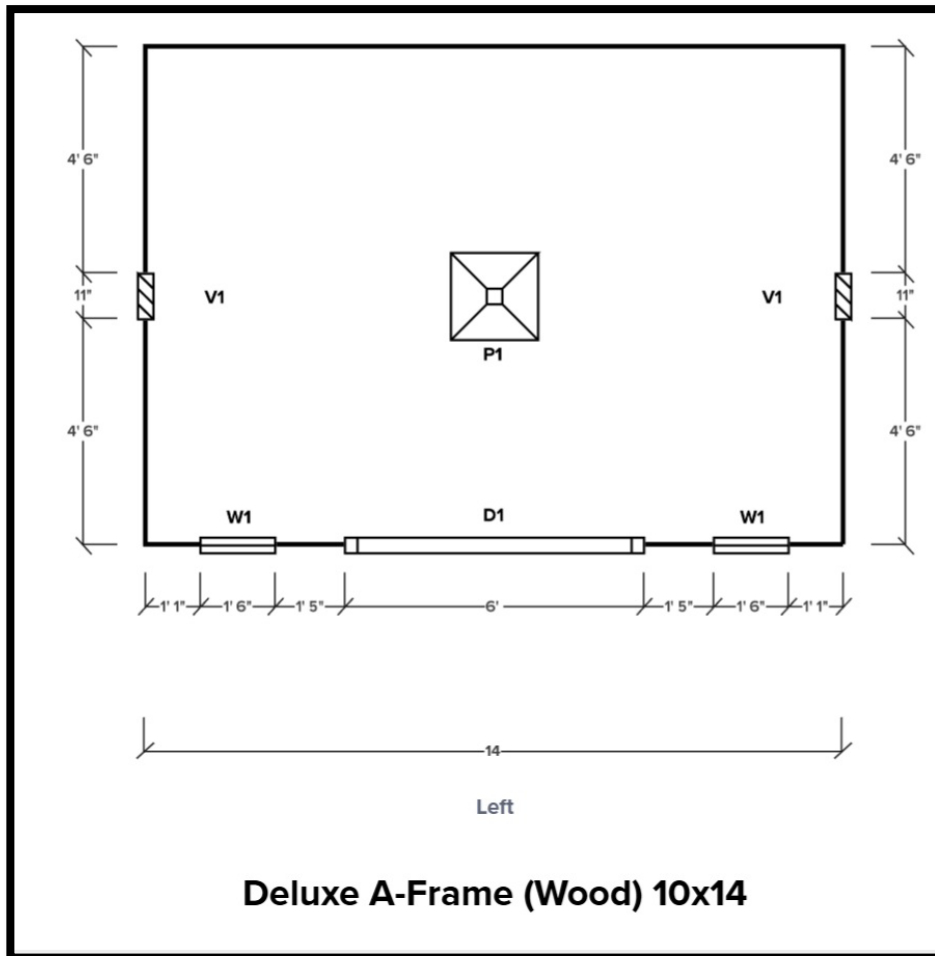 4' 6"
4' 6"
11"
V1
V1
11"
P1
4' 6"
4' 6"
W1
D1
W1
1' 1"
1' 6"
1' 5"
6'
1' 5"
1' 6"
1' 1"
14
Left
Deluxe A-Frame (Wood) 10x14